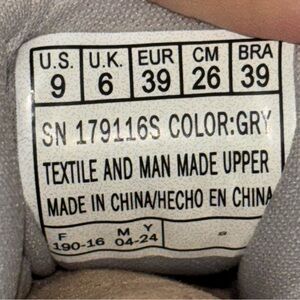 U.S. U.K. EUR CM BRA
9 6 39 26 39
SN 179116S COLOR:GRY
TEXTILE AND MAN MADE UPPER
MADE IN CHINA/HECHO EN CHINA
F M Y
190-16 04-24